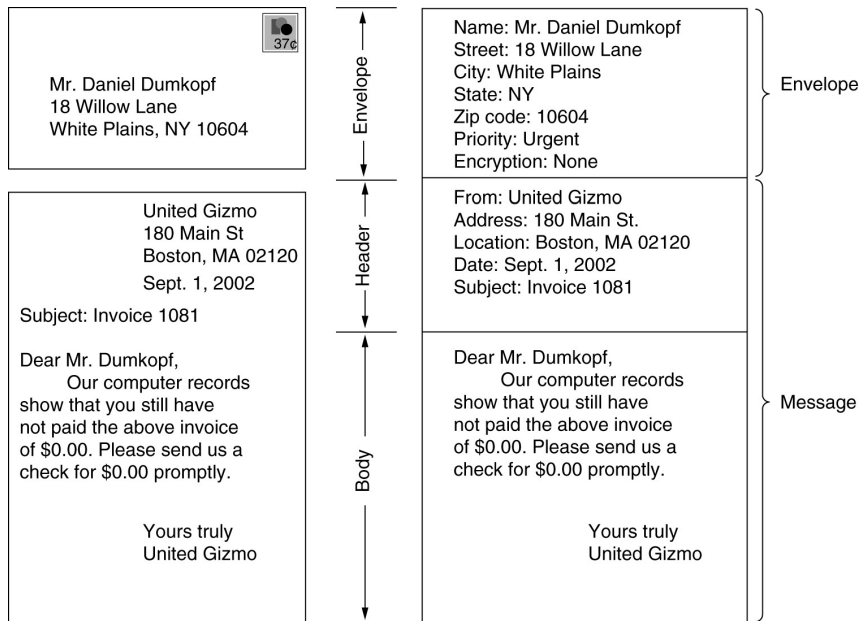 37¢
Mr. Daniel Dumkopf
18 Willow Lane
White Plains, NY 10604
United Gizmo
180 Main St
Boston, MA 02120
Sept. 1, 2002
Subject: Invoice 1081
Dear Mr. Dumkopf,
Our computer records
show that you still have
not paid the above invoice
of $0.00. Please send us a
check for $0.00 promptly.
Yours truly
United Gizmo
Envelope
Header
Body
Name: Mr. Daniel Dumkopf
Street: 18 Willow Lane
City: White Plains
State: NY
Zip code: 10604
Priority: Urgent
Encryption: None
From: United Gizmo
Address: 180 Main St.
Location: Boston, MA 02120
Date: Sept. 1, 2002
Subject: Invoice 1081
Dear Mr. Dumkopf,
Our computer records
show that you still have
not paid the above invoice
of $0.00. Please send us a
check for $0.00 promptly.
Yours truly
United Gizmo
Envelope
Message